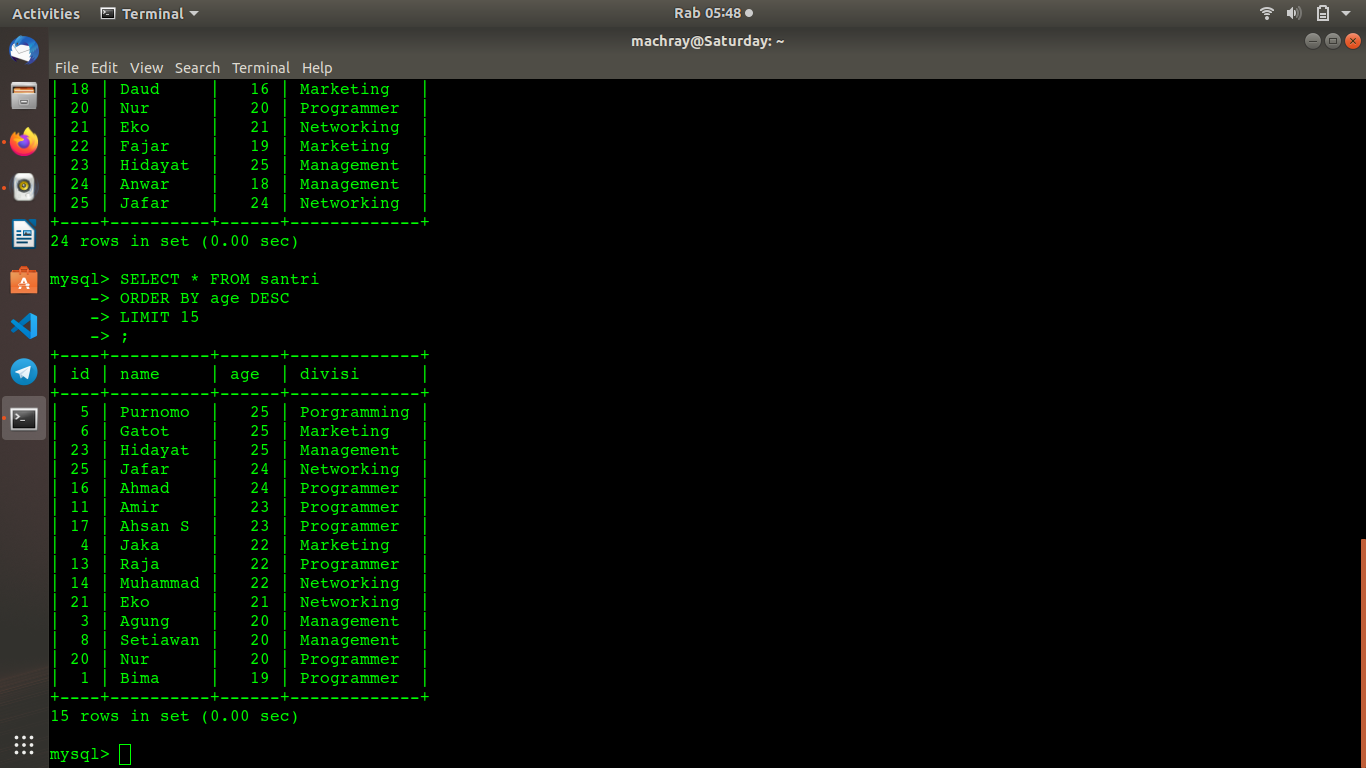 Activities Terminal Rab 05:48
machray@Saturday: ~
File Edit View Search Terminal Help
| 18 | Daud     |   16 | Marketing   |
| 20 | Nur      |   20 | Programmer  |
| 21 | Eko      |   21 | Networking  |
| 22 | Fajar    |   19 | Marketing   |
| 23 | Hidayat  |   25 | Management  |
| 24 | Anwar    |   18 | Management  |
| 25 | Jafar    |   24 | Networking  |
+----+----------+------+-------------+
24 rows in set (0.00 sec)

mysql> SELECT * FROM santri
    -> ORDER BY age DESC
    -> LIMIT 15
    -> ;
+----+----------+------+-------------+
| id | name     | age  | divisi      |
+----+----------+------+-------------+
|  5 | Purnomo  |   25 | Porgramming |
|  6 | Gatot    |   25 | Marketing   |
| 23 | Hidayat  |   25 | Management  |
| 25 | Jafar    |   24 | Networking  |
| 16 | Ahmad    |   24 | Programmer  |
| 11 | Amir     |   23 | Programmer  |
| 17 | Ahsan S  |   23 | Programmer  |
|  4 | Jaka     |   22 | Marketing   |
| 13 | Raja     |   22 | Programmer  |
| 14 | Muhammad |   22 | Networking  |
| 21 | Eko      |   21 | Networking  |
|  3 | Agung    |   20 | Management  |
|  8 | Setiawan |   20 | Management  |
| 20 | Nur      |   20 | Programmer  |
|  1 | Bima     |   19 | Programmer  |
+----+----------+------+-------------+
15 rows in set (0.00 sec)

mysql>